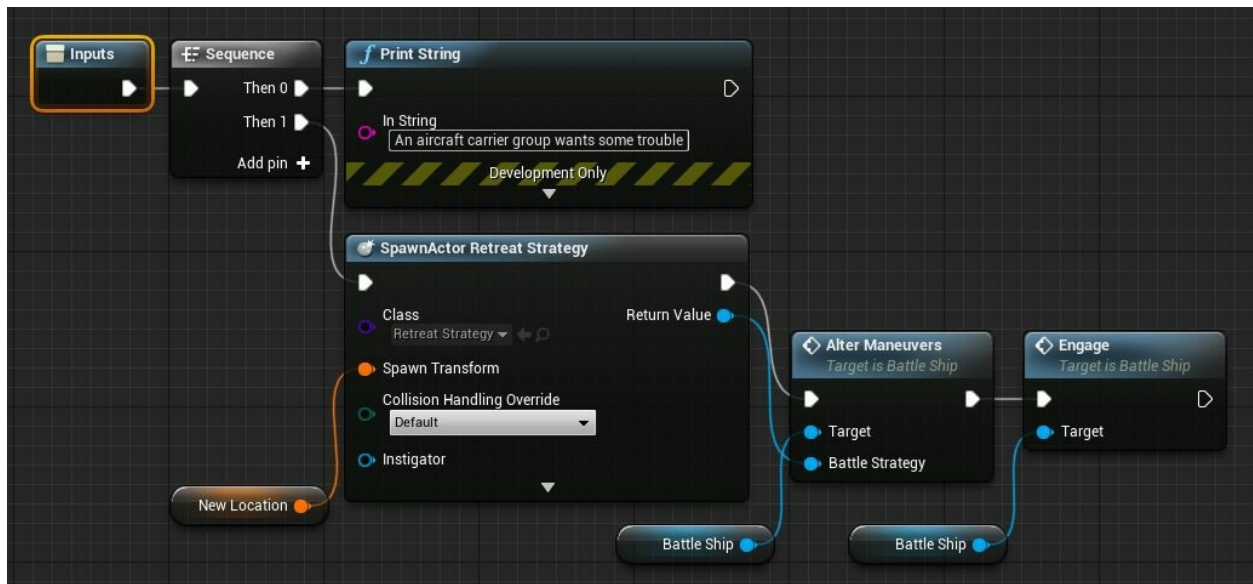 Inputs
Sequence
Then 0
Then 1
Add pin
Print String
In String
An aircraft carrier group wants some trouble
Development Only
SpawnActor Retreat Strategy
Class
Retreat Strategy
Return Value
Spawn Transform
Collision Handling Override
Default
Instigator
New Location
Alter Maneuvers
Target is Battle Ship
Target
Battle Strategy
Engage
Target is Battle Ship
Target
Battle Ship
Battle Ship